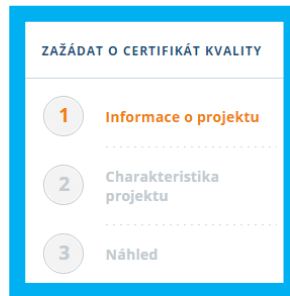 ZAŽÁDAT O CERTIFIKÁT KVALITY
1 Informace o projektu
2 Charakteristika
projektu
3 Náhled